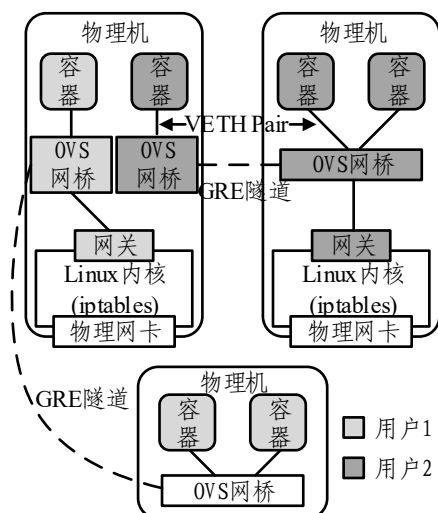 物理机
容器
容器
OVS
网桥
OVS
网桥
网关
Linux内核
(iptables)
物理网卡
VETH Pair
GRE隧道
物理机
容器
容器
OVS网桥
网关
Linux内核
(iptables)
物理网卡
GRE隧道
物理机
容器
容器
OVS网桥
用户1
用户2